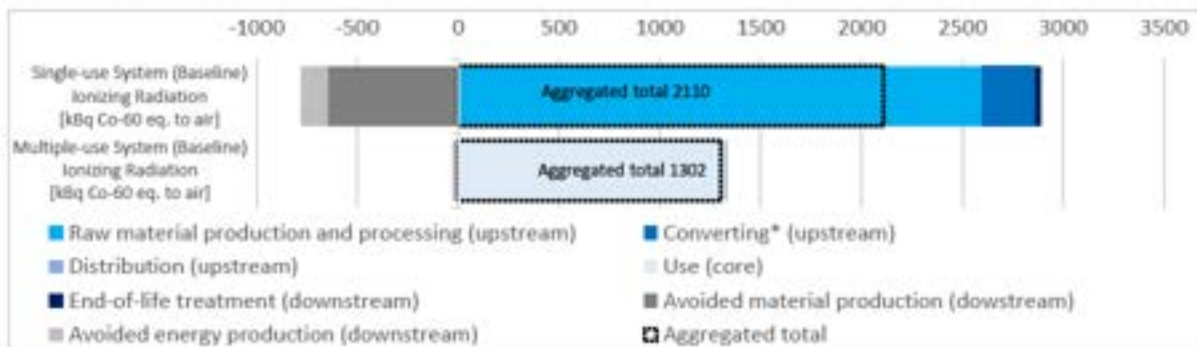 -1000 -500 0 500 1000 1500 2000 2500 3000 3500
Single-use System (Baseline)
Ionizing Radiation
[kBq Co-60 eq. to air]
Aggregated total 2110
Multiple-use System (Baseline)
Ionizing Radiation
[kBq Co-60 eq. to air]
Aggregated total 1302
Raw material production and processing (upstream) Converting* (upstream)
Distribution (upstream) Use (core)
End-of-life treatment (downstream) Avoided material production (dowstream)
Avoided energy production (downstream) Aggregated total